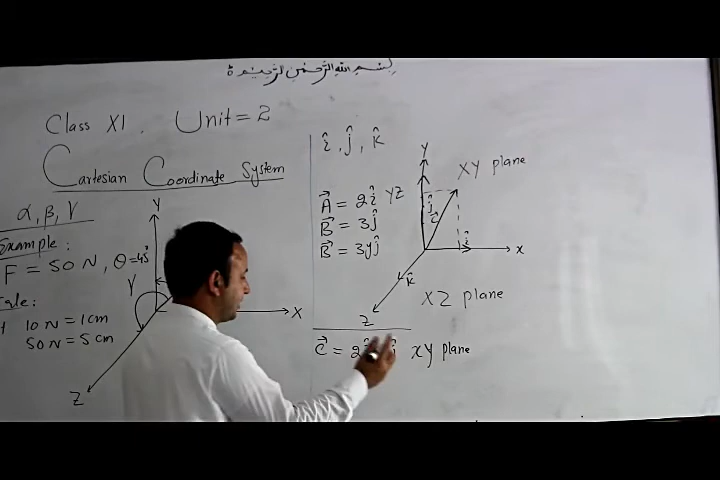 بسم الله الرحمن الرحيم
Class XI. Unit = 2
Cartesian Coordinate System
α, β, γ
Example:
F = 50 N, θ = 45°
10 N = 1 cm
50 N = 5 cm
Y
γ
X
Z
î, ĵ, k̂
A⃗ = 2î YZ
B⃗ = 3ĵ
B⃗ = 3yĵ
Y
XY plane
ĵ
C⃗
î
x
k̂
XZ plane
Z
C⃗ = 2 xy plane